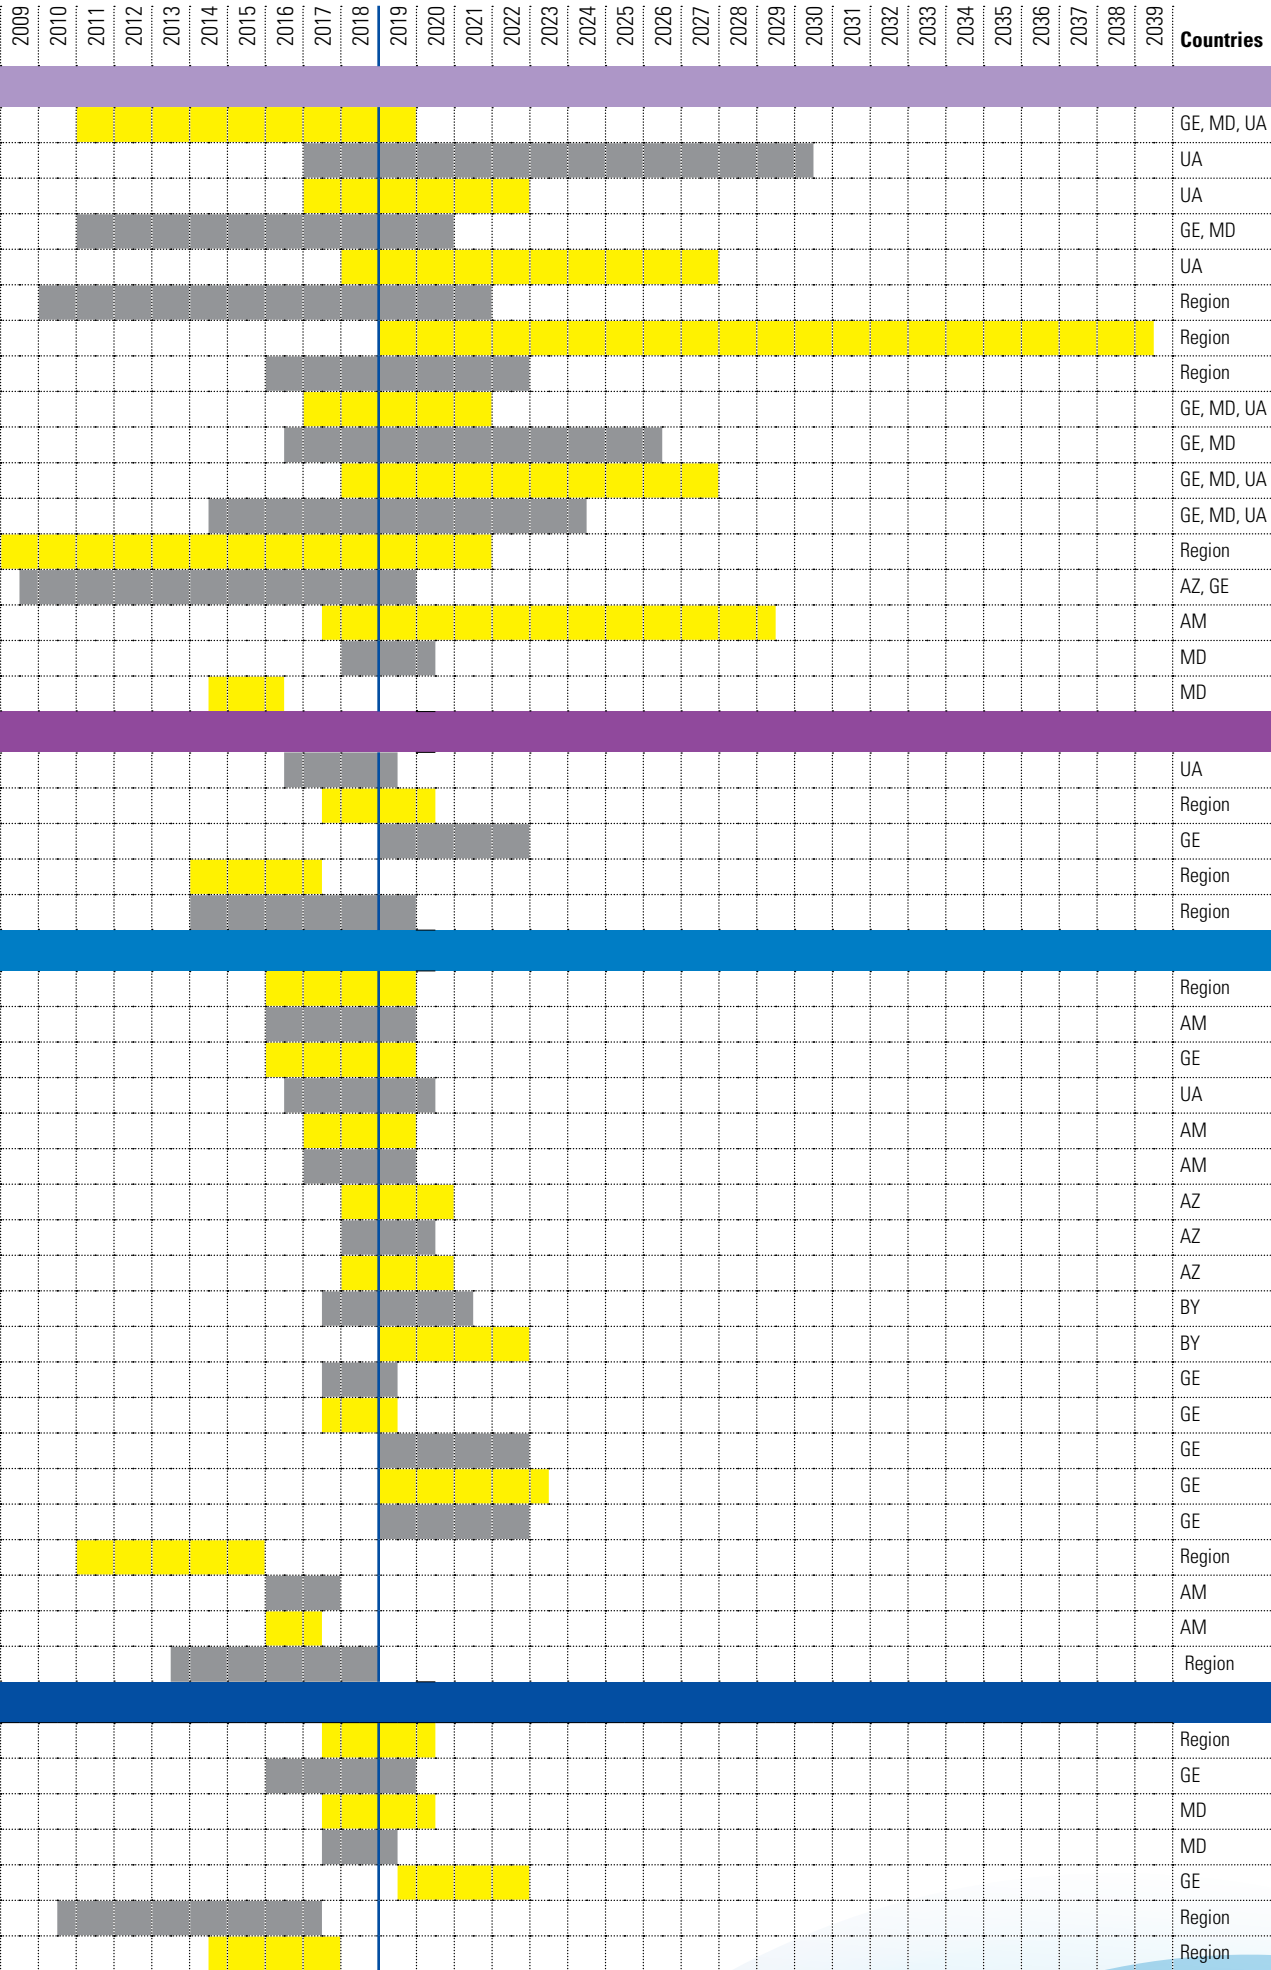 2009 2010 2011 2012 2013 2014 2015 2016 2017 2018 2019 2020 2021 2022 2023 2024 2025 2026 2027 2028 2029 2030 2031 2032 2033 2034 2035 2036 2037 2038 2039 Countries
GE, MD, UA
UA
UA
GE, MD
UA
Region
Region
Region
GE, MD, UA
GE, MD
GE, MD, UA
GE, MD, UA
Region
AZ, GE
AM
MD
MD
UA
Region
GE
Region
Region
Region
AM
GE
UA
AM
AM
AZ
AZ
AZ
BY
BY
GE
GE
GE
GE
GE
Region
AM
AM
Region
Region
GE
MD
MD
GE
Region
Region